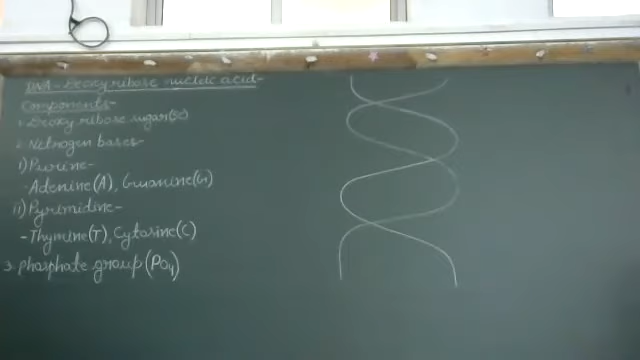 DNA - Deoxyribose nucleic acid-
Components-
1. Deoxy ribose sugar(S)
2. Nitrogen bases-
i) Purine-
- Adenine(A), Guanine(G)
ii) Pyrimidine-
- Thymine(T), Cytosine(C)
3. phosphate group(PO4)